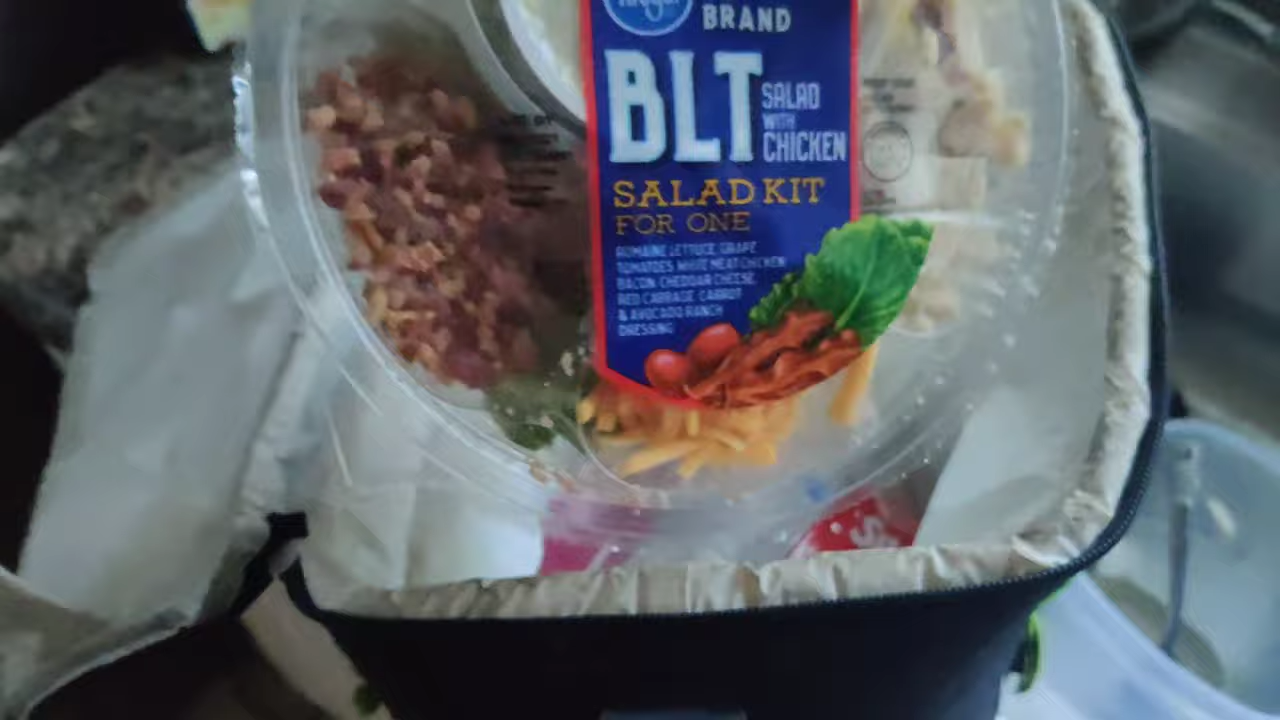 Kroger
BRAND
BLT
SALAD
WITH
CHICKEN
SALAD KIT
FOR ONE
ROMAINE LETTUCE, GRAPE
TOMATOES, WHITE MEAT CHICKEN,
BACON, CHEDDAR CHEESE,
RED CABBAGE, CARROT
& AVOCADO RANCH
DRESSING